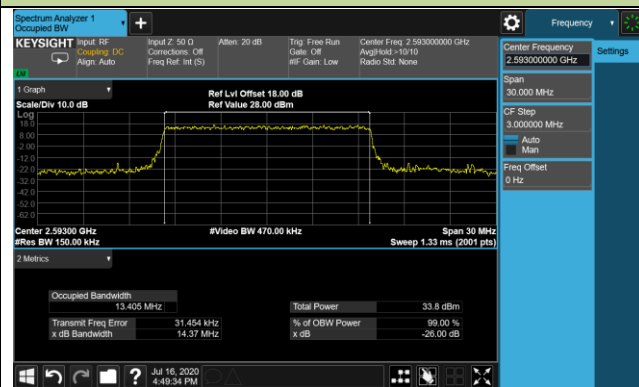 Spectrum Analyzer 1
Occupied BW
Frequency
KEYSIGHT
Input: RF
Coupling: DC
Align: Auto
Input Z: 50 Ω
Corrections: Off
Freq Ref: Int (S)
Atten: 20 dB
Trig: Free Run
Gate: Off
#IF Gain: Low
Center Freq: 2.593000000 GHz
Avg|Hold:>10/10
Radio Std: None
LXI
Center Frequency
2.593000000 GHz
Settings
Span
30.000 MHz
CF Step
3.000000 MHz
Auto
Man
Freq Offset
0 Hz
1 Graph
Scale/Div 10.0 dB
Ref Lvl Offset 18.00 dB
Ref Value 28.00 dBm
Log
18.0
8.00
-2.00
-12.0
-22.0
-32.0
-42.0
-52.0
-62.0
Center 2.59300 GHz
#Video BW 470.00 kHz
Span 30 MHz
#Res BW 150.00 kHz
Sweep 1.33 ms (2001 pts)
2 Metrics
Occupied Bandwidth
13.405 MHz
Total Power 33.8 dBm
Transmit Freq Error 31.454 kHz
% of OBW Power 99.00 %
x dB Bandwidth 14.37 MHz
x dB -26.00 dB
?
Jul 16, 2020
4:49:34 PM